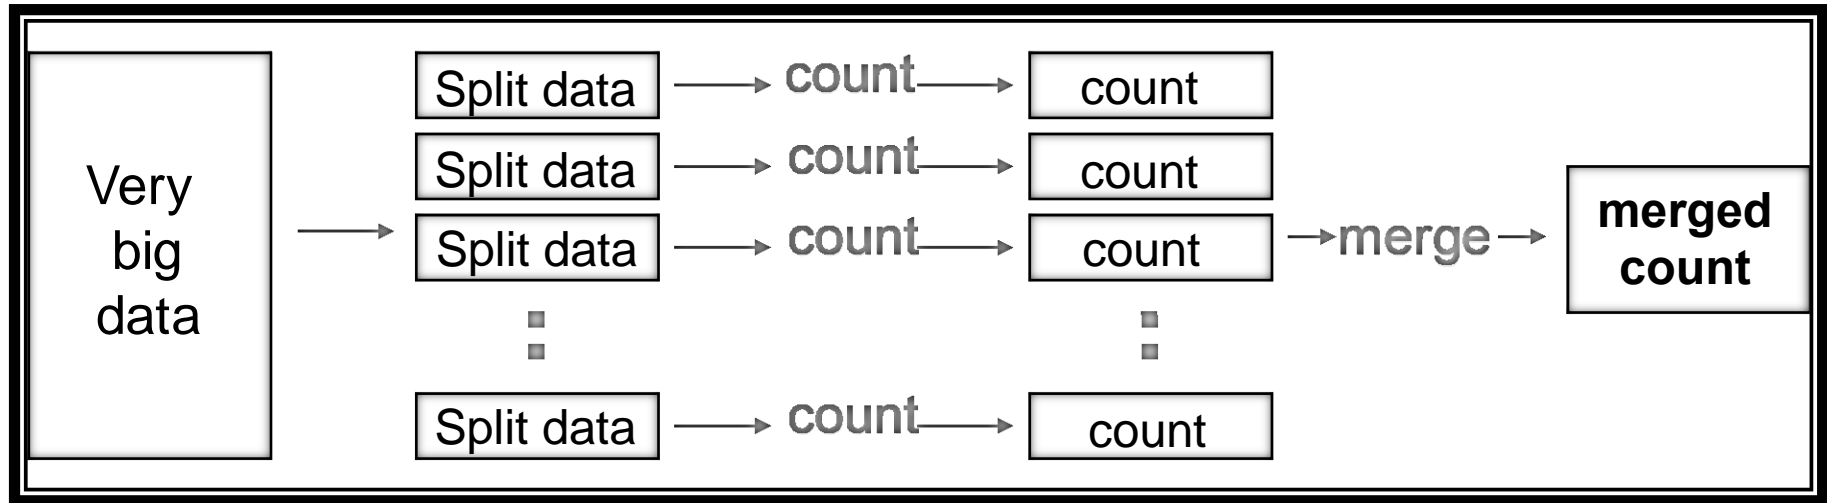 Very
big
data
Split data
count
count
Split data
count
count
Split data
count
count
Split data
count
count
merge
merged
count